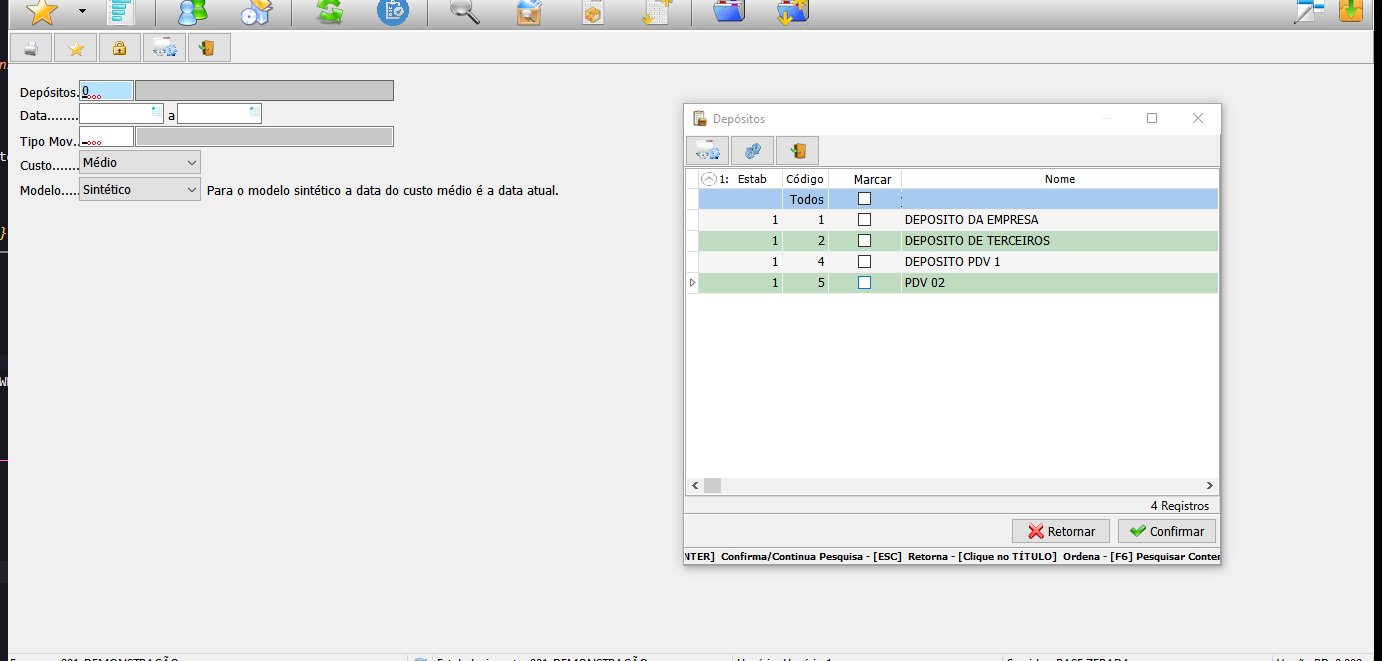 Depósitos. 0
Data........ a
Tipo Mov..
Custo....... Médio
Modelo..... Sintético Para o modelo sintético a data do custo médio é a data atual.
Depósitos
1: Estab Código Marcar Nome
Todos
1 1 DEPOSITO DA EMPRESA
1 2 DEPOSITO DE TERCEIROS
1 4 DEPOSITO PDV 1
1 5 PDV 02
4 Registros
Retornar Confirmar
NTER] Confirma/Continua Pesquisa - [ESC] Retorna - [Clique no TÍTULO] Ordena - [F6] Pesquisar Conter